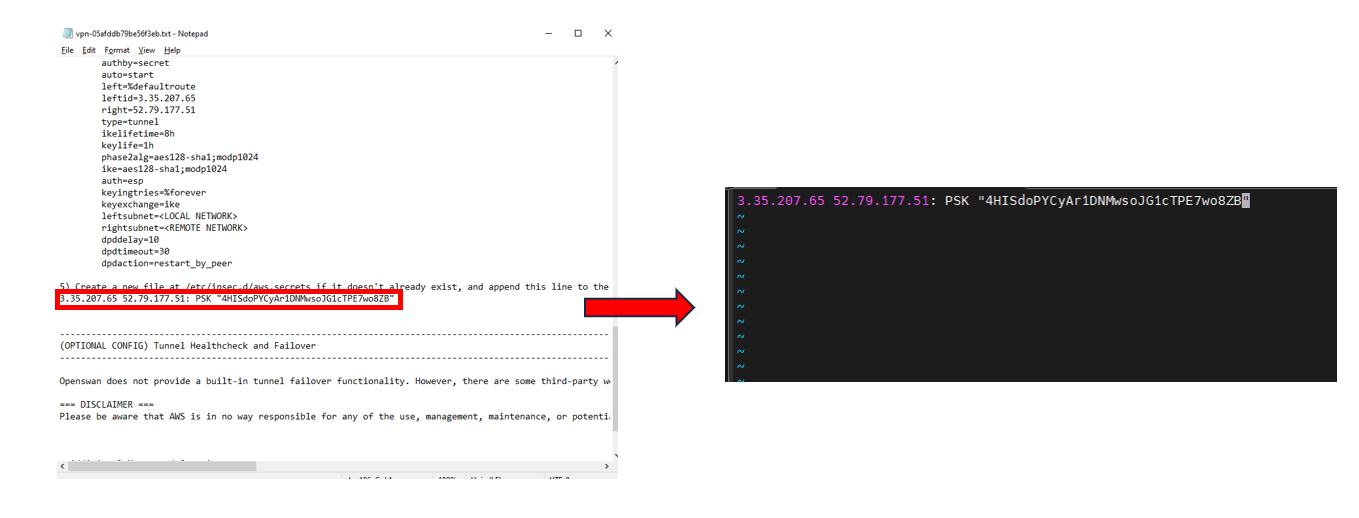 vpn-05afddb79be56f3eb.txt - Notepad
File Edit Format View Help
authby=secret
auto=start
left=%defaultroute
leftid=3.35.207.65
right=52.79.177.51
type=tunnel
ikelifetime=8h
keylife=1h
phase2alg=aes128-sha1;modp1024
ike=aes128-sha1;modp1024
auth=esp
keyingtries=%forever
keyexchange=ike
leftsubnet=<LOCAL NETWORK>
rightsubnet=<REMOTE NETWORK>
dpddelay=10
dpdtimeout=30
dpdaction=restart_by_peer
5) Create a new file at /etc/ipsec.d/aws.secrets if it doesn't already exist, and append this line to the
3.35.207.65 52.79.177.51: PSK "4HISdoPYCyAr1DNMwsoJG1cTPE7wo8ZB"
--------------------------------------------------------------------------------
(OPTIONAL CONFIG) Tunnel Healthcheck and Failover
--------------------------------------------------------------------------------
Openswan does not provide a built-in tunnel failover functionality. However, there are some third-party
=== DISCLAIMER ===
Please be aware that AWS is in no way responsible for any of the use, management, maintenance, or
3.35.207.65 52.79.177.51: PSK "4HISdoPYCyAr1DNMwsoJG1cTPE7wo8ZB"
~
~
~
~
~
~
~
~
~
~
~
~